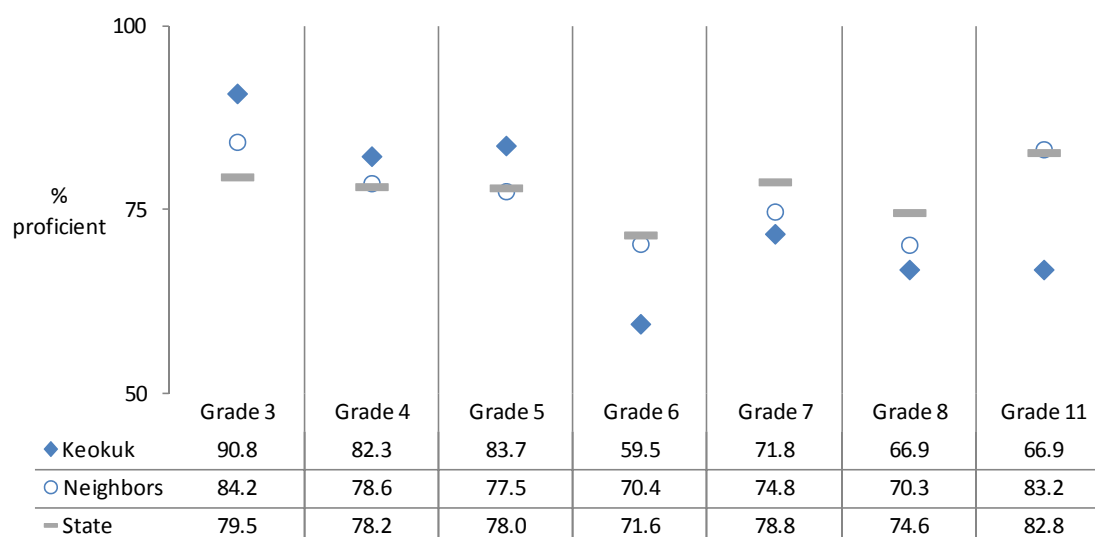 100
75
50
%
proficient
Grade 3 Grade 4 Grade 5 Grade 6 Grade 7 Grade 8 Grade 11
Keokuk 90.8 82.3 83.7 59.5 71.8 66.9 66.9
Neighbors 84.2 78.6 77.5 70.4 74.8 70.3 83.2
State 79.5 78.2 78.0 71.6 78.8 74.6 82.8